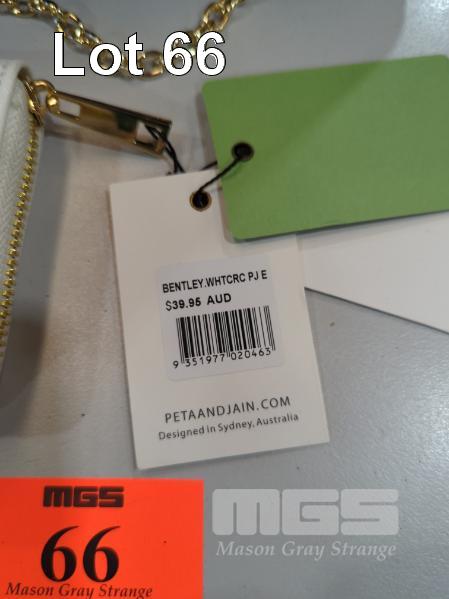 Lot 66
BENTLEY.WHTCRC PJ E
$39.95 AUD
9 351977 020463
PETAANDJAIN.COM
Designed in Sydney, Australia
MGS
66
Mason Gray Strange
MGS
Mason Gray Strange